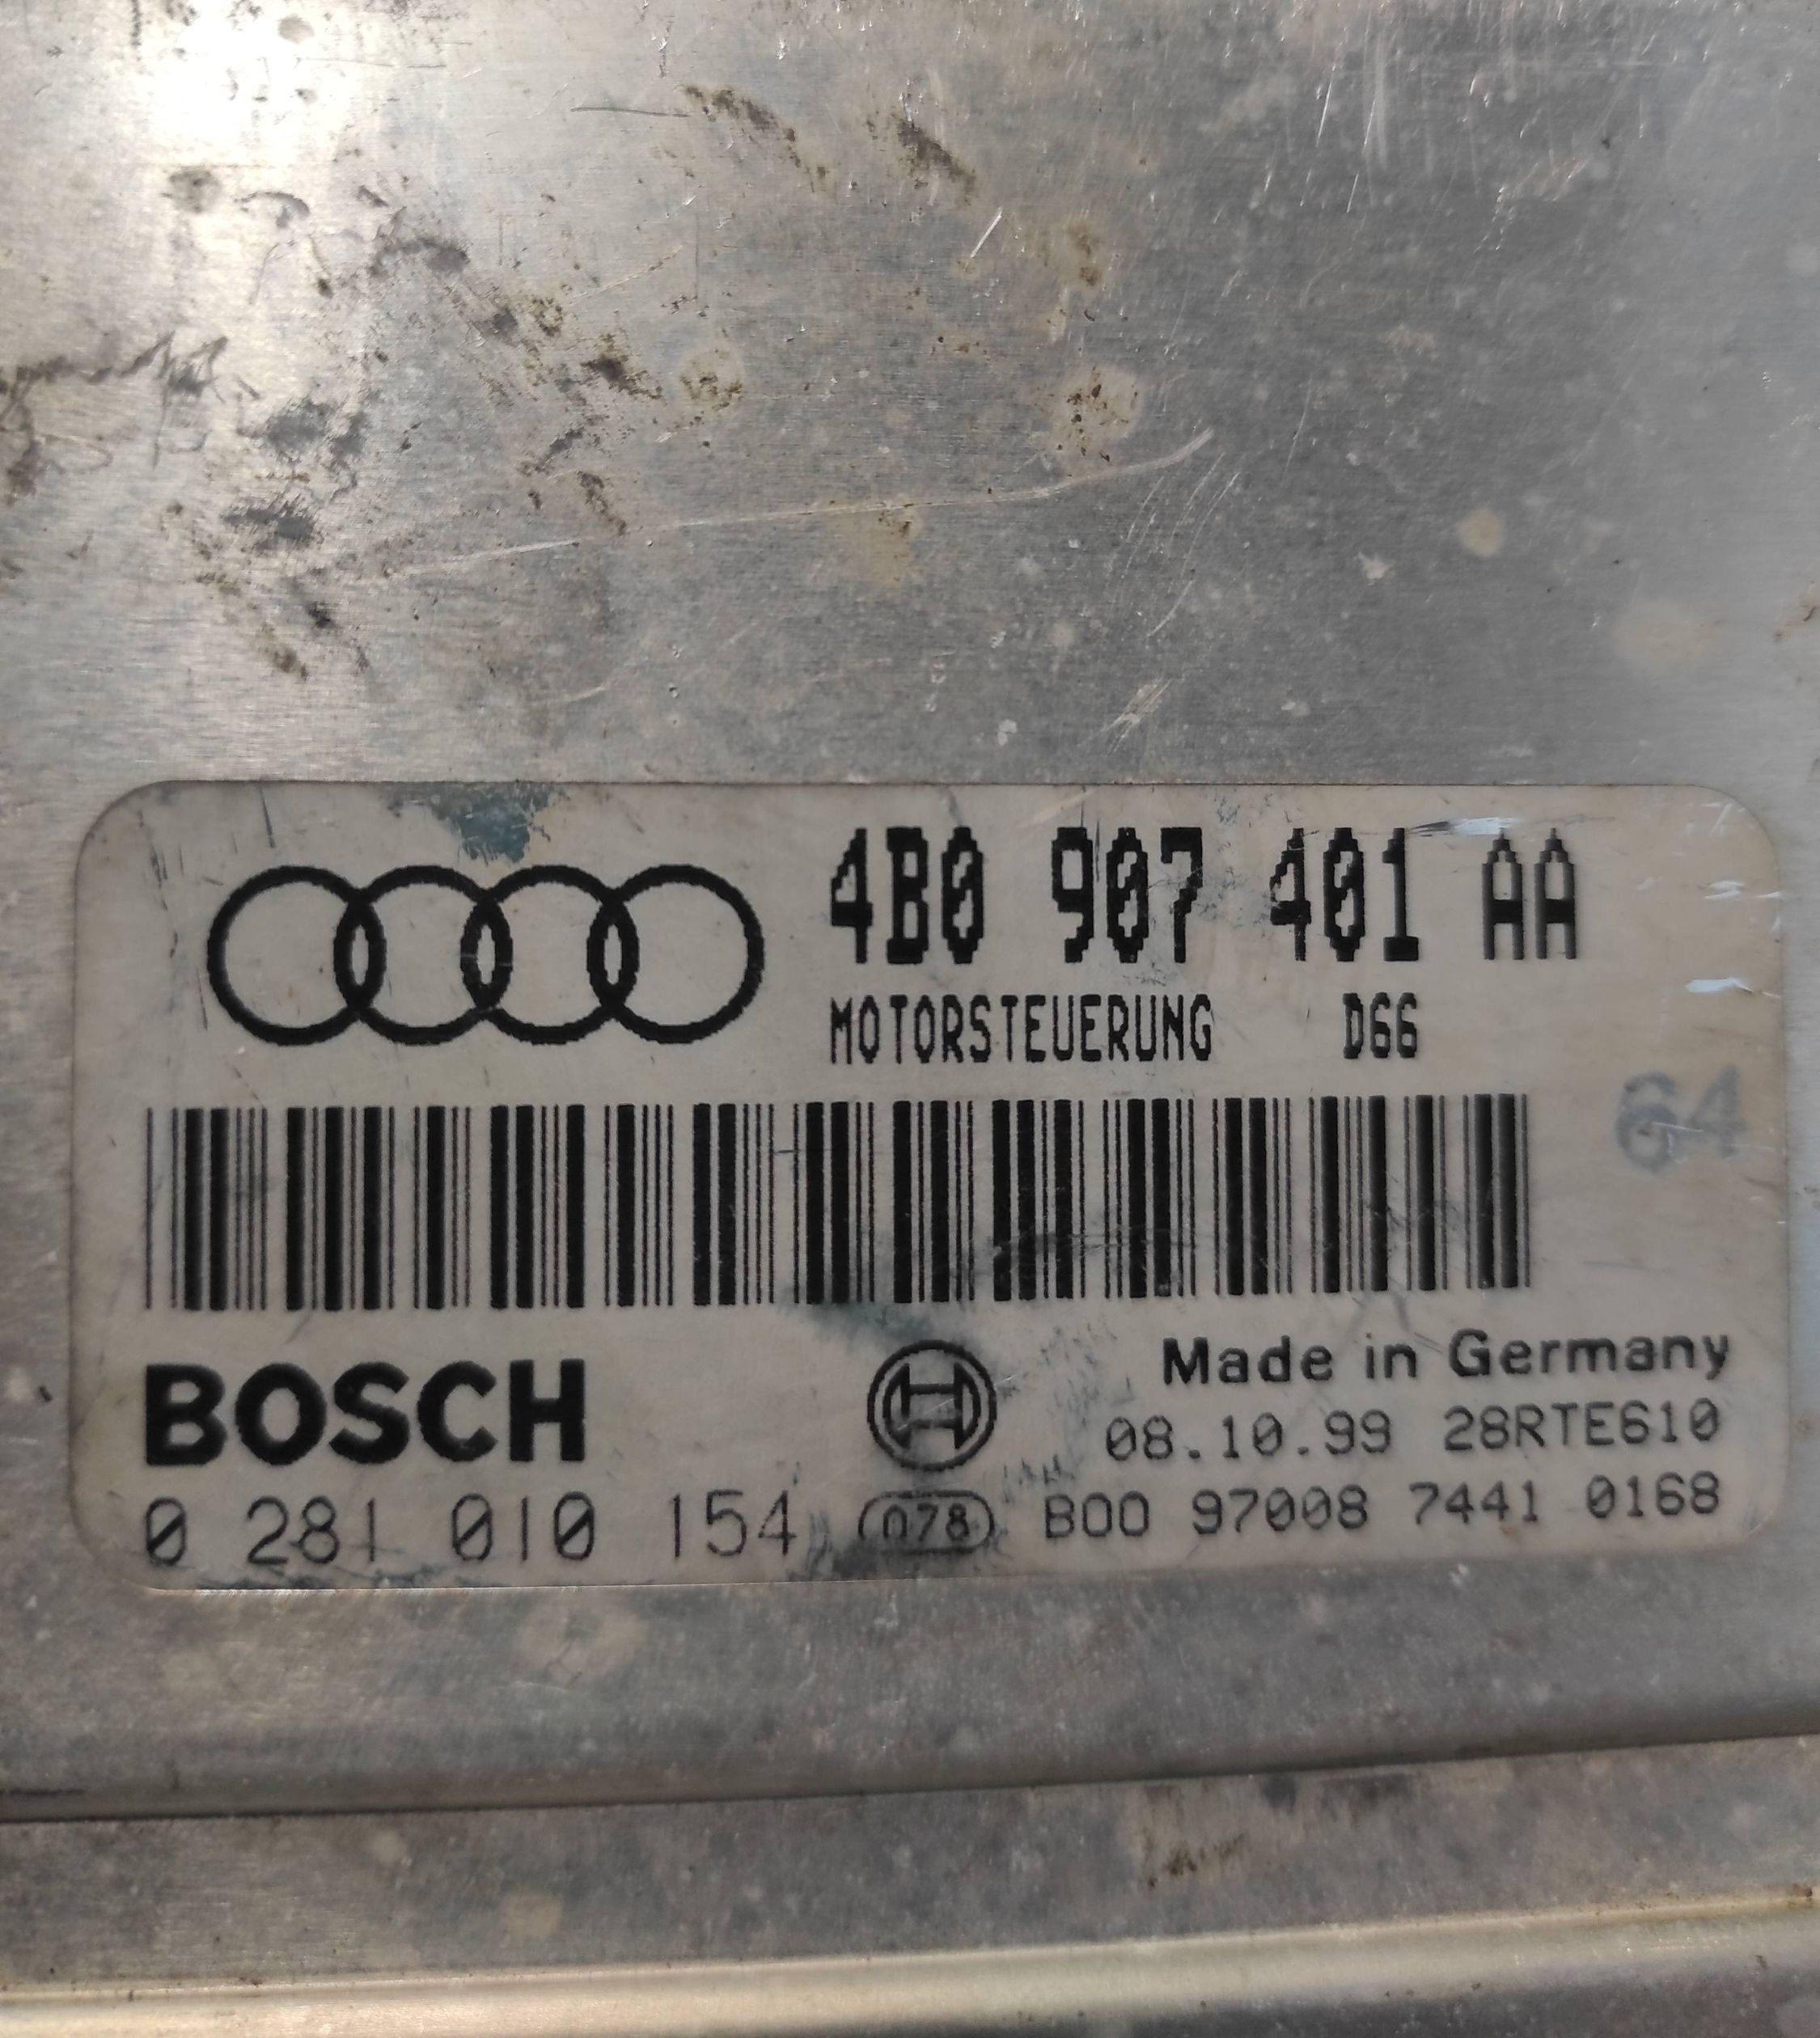 4B0 907 401 AA
MOTORSTEUERUNG D66
64
BOSCH
Made in Germany
08.10.99 28RTE610
0 281 010 154 078 B00 97008 7441 0168